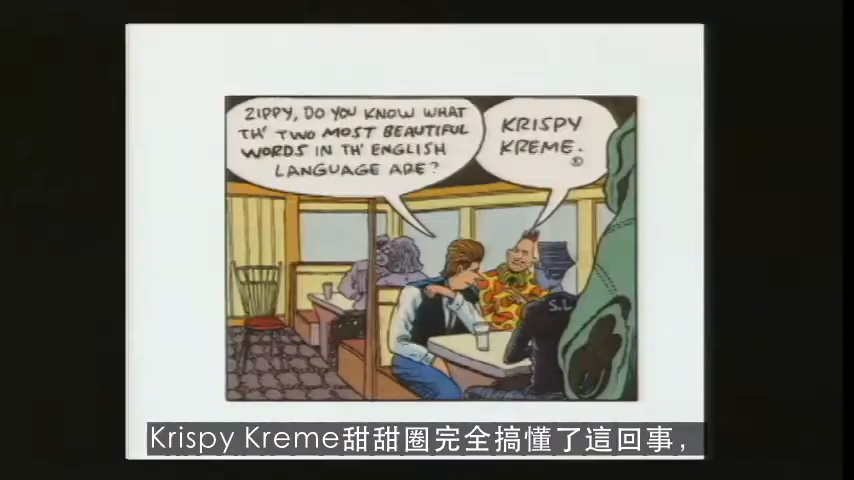 ZIPPY, DO YOU KNOW WHAT
TH' TWO MOST BEAUTIFUL
WORDS IN TH' ENGLISH
LANGUAGE ARE?
KRISPY
KREME.
©
S.L.
Krispy Kreme甜甜圈完全搞懂了這回事，